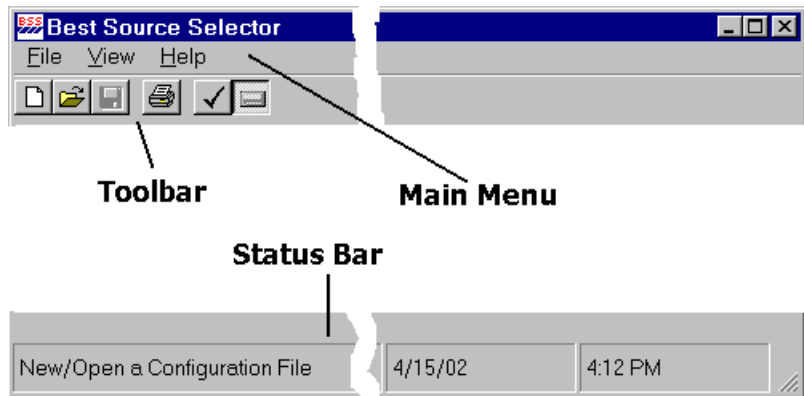 BSS Best Source Selector
File View Help
Toolbar
Main Menu
Status Bar
New/Open a Configuration File 4/15/02 4:12 PM